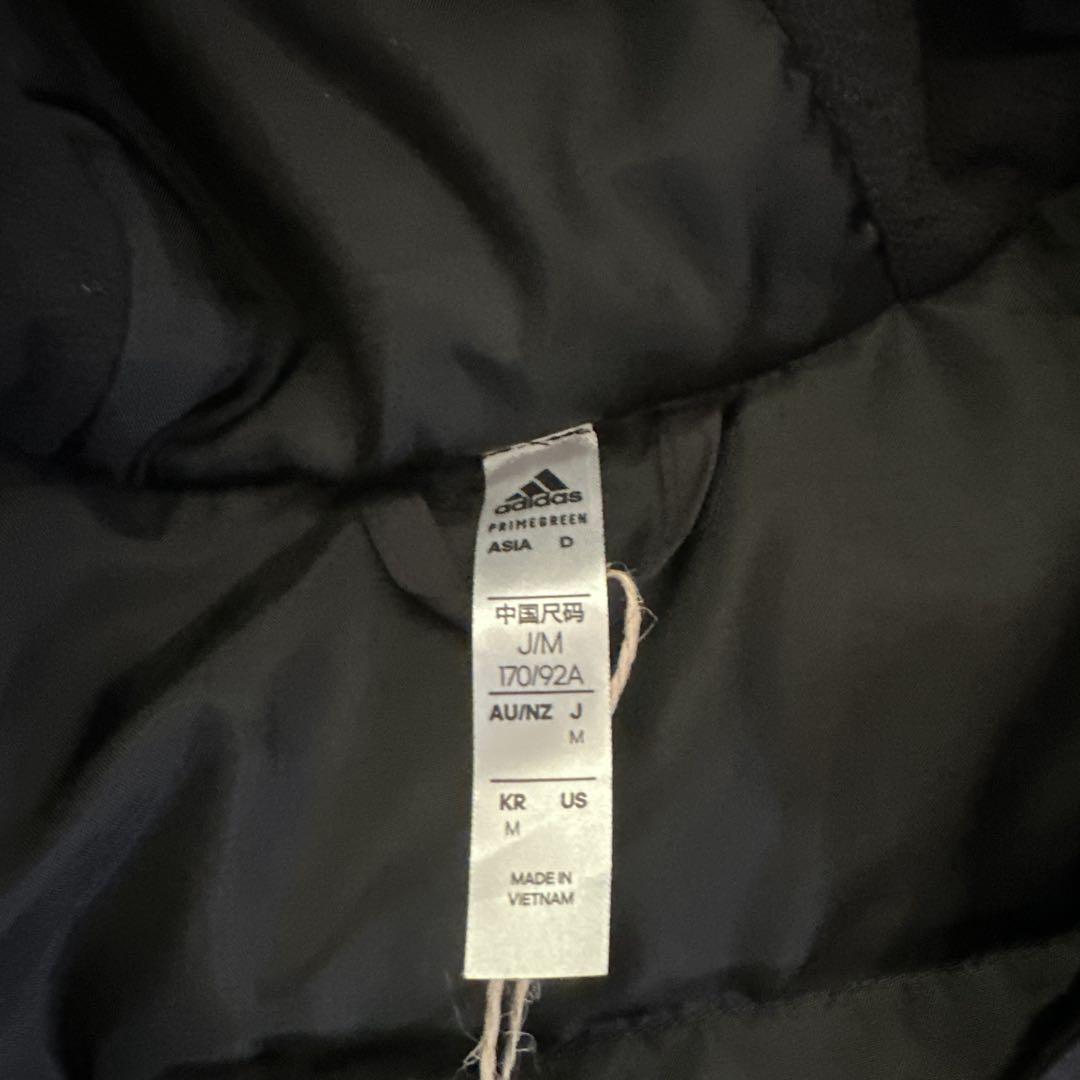 adidas
PRIMEGREEN
ASIA D
中国尺码
J/M
170/92A
AU/NZ J
M
KR US
M
MADE IN
VIETNAM